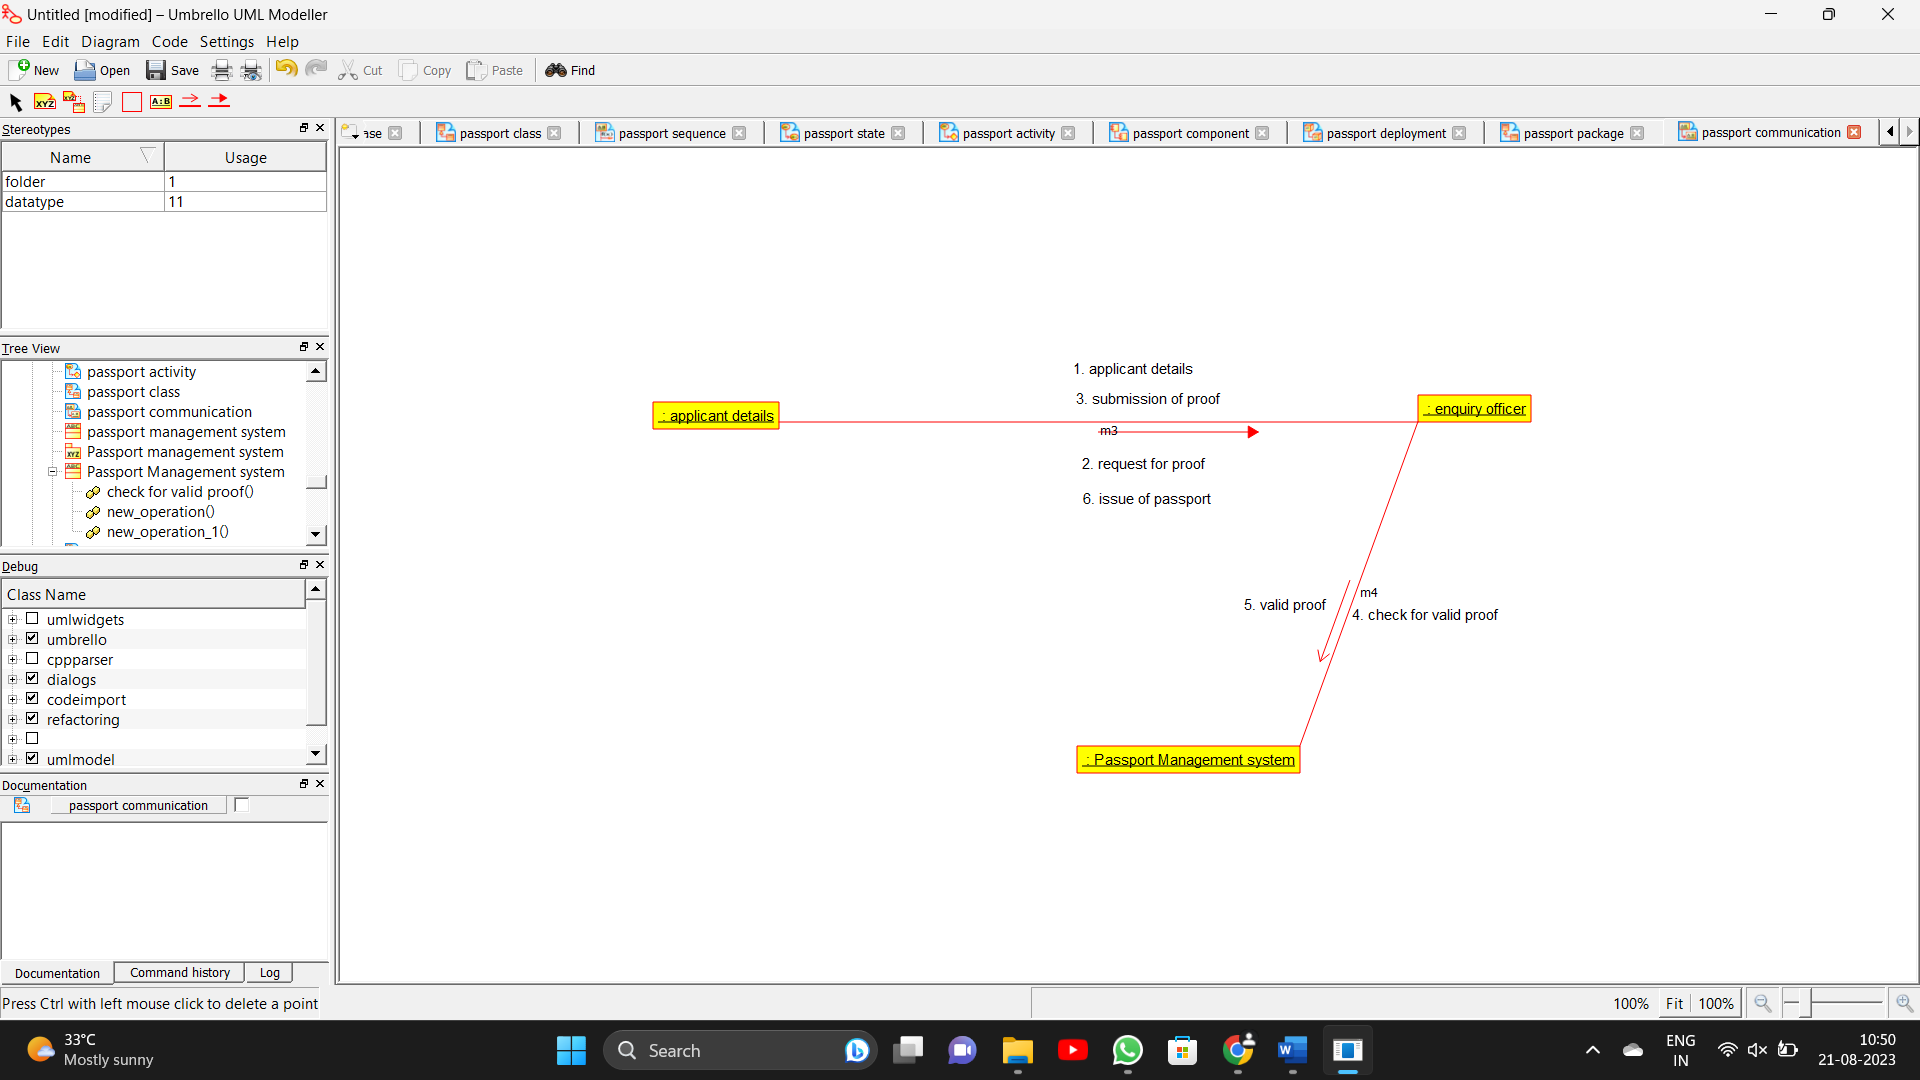 Untitled [modified] – Umbrello UML Modeller
File Edit Diagram Code Settings Help
New Open Save Cut Copy Paste Find
XYZ XYZ A:B
Stereotypes
Name Usage
folder 1
datatype 11
Tree View
passport activity
passport class
passport communication
passport management system
Passport management system
Passport Management system
check for valid proof()
new_operation()
new_operation_1()
Debug
Class Name
umlwidgets
umbrello
cppparser
dialogs
codeimport
refactoring
umlmodel
Documentation
passport communication
Documentation Command history Log
Press Ctrl with left mouse click to delete a point
ase passport class passport sequence passport state passport activity passport component passport deployment passport package passport communication
1. applicant details
3. submission of proof
: applicant details
: enquiry officer
m3
2. request for proof
6. issue of passport
m4
5. valid proof
4. check for valid proof
: Passport Management system
100% Fit 100%
33°C
Mostly sunny
Search
ENG
IN
10:50
21-08-2023